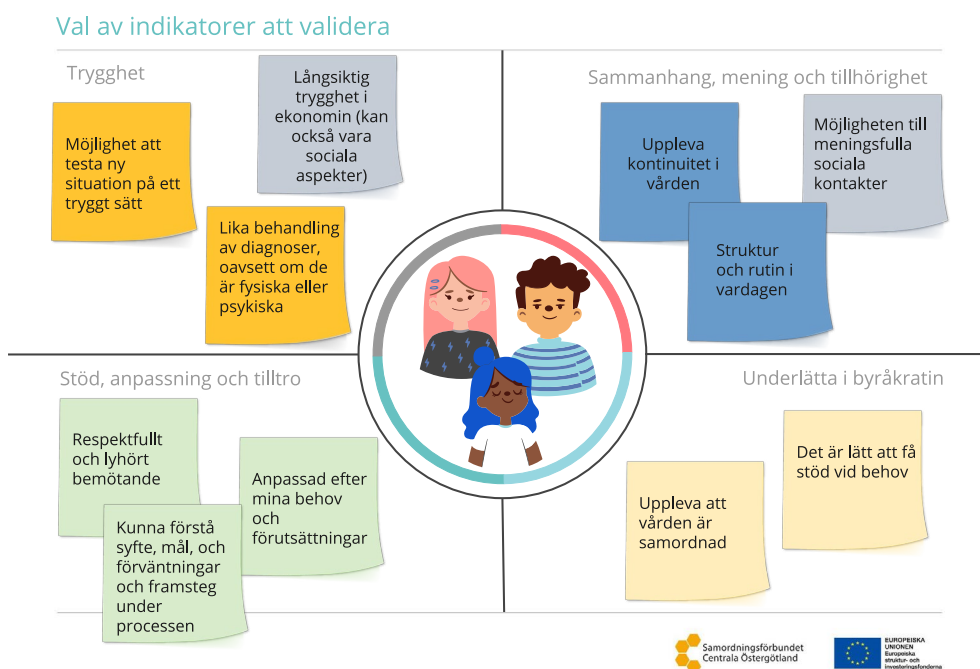 Val av indikatorer att validera
Trygghet
Möjlighet att
testa ny
situation på ett
tryggt sätt
Långsiktig
trygghet i
ekonomin (kan
också vara
sociala
aspekter)
Lika behandling
av diagnoser,
oavsett om de
är fysiska eller
psykiska
Sammanhang, mening och tillhörighet
Uppleva
kontinuitet i
vården
Möjligheten till
meningsfulla
sociala
kontakter
Struktur
och rutin i
vardagen
Stöd, anpassning och tilltro
Respektfullt
och lyhört
bemötande
Anpassad efter
mina behov
och
förutsättningar
Kunna förstå
syfte, mål, och
förväntningar
och framsteg
under
processen
Underlätta i byråkratin
Uppleva att
vården är
samordnad
Det är lätt att få
stöd vid behov
Samordningsförbundet
Centrala Östergötland
EUROPEISKA
UNIONEN
Europeiska
struktur- och
investeringsfonderna